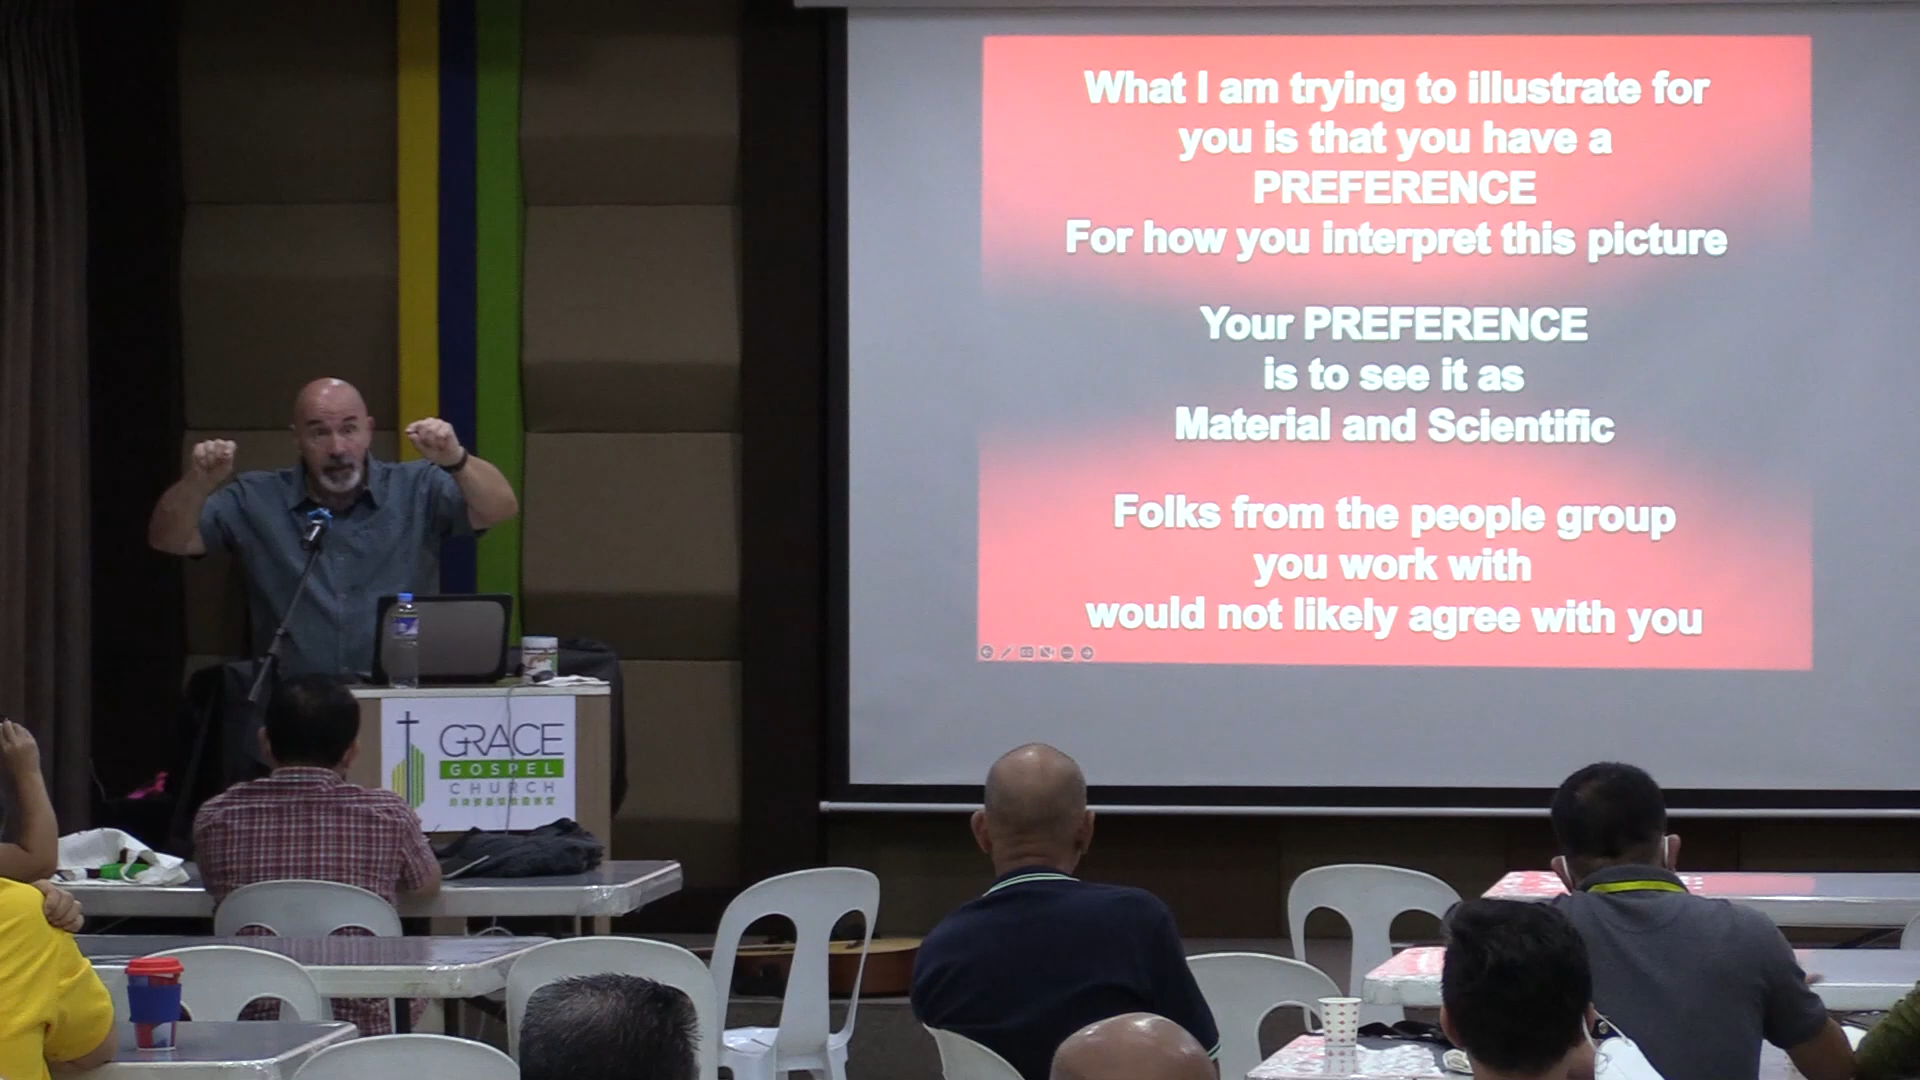 What I am trying to illustrate for
you is that you have a
PREFERENCE
For how you interpret this picture
Your PREFERENCE
is to see it as
Material and Scientific
Folks from the people group
you work with
would not likely agree with you
GRACE
GOSPEL
CHURCH